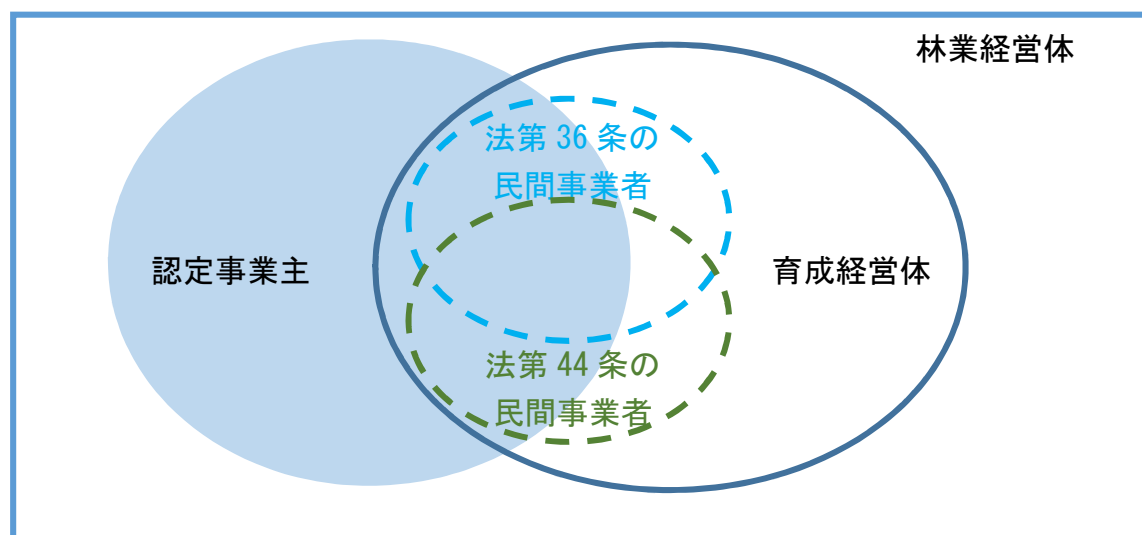 林業経営体
法第 36 条の
民間事業者
認定事業主
育成経営体
法第 44 条の
民間事業者